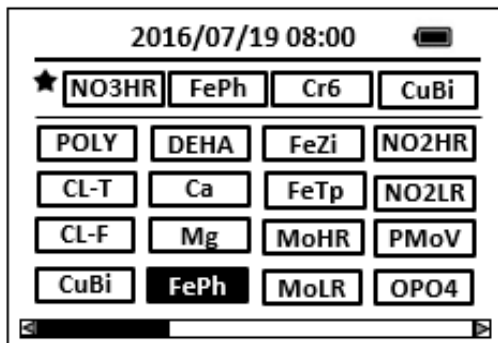 2016/07/19 08:00
NO3HR FePh Cr6 CuBi
POLY DEHA FeZi NO2HR
CL-T Ca FeTp NO2LR
CL-F Mg MoHR PMoV
CuBi FePh MoLR OPO4